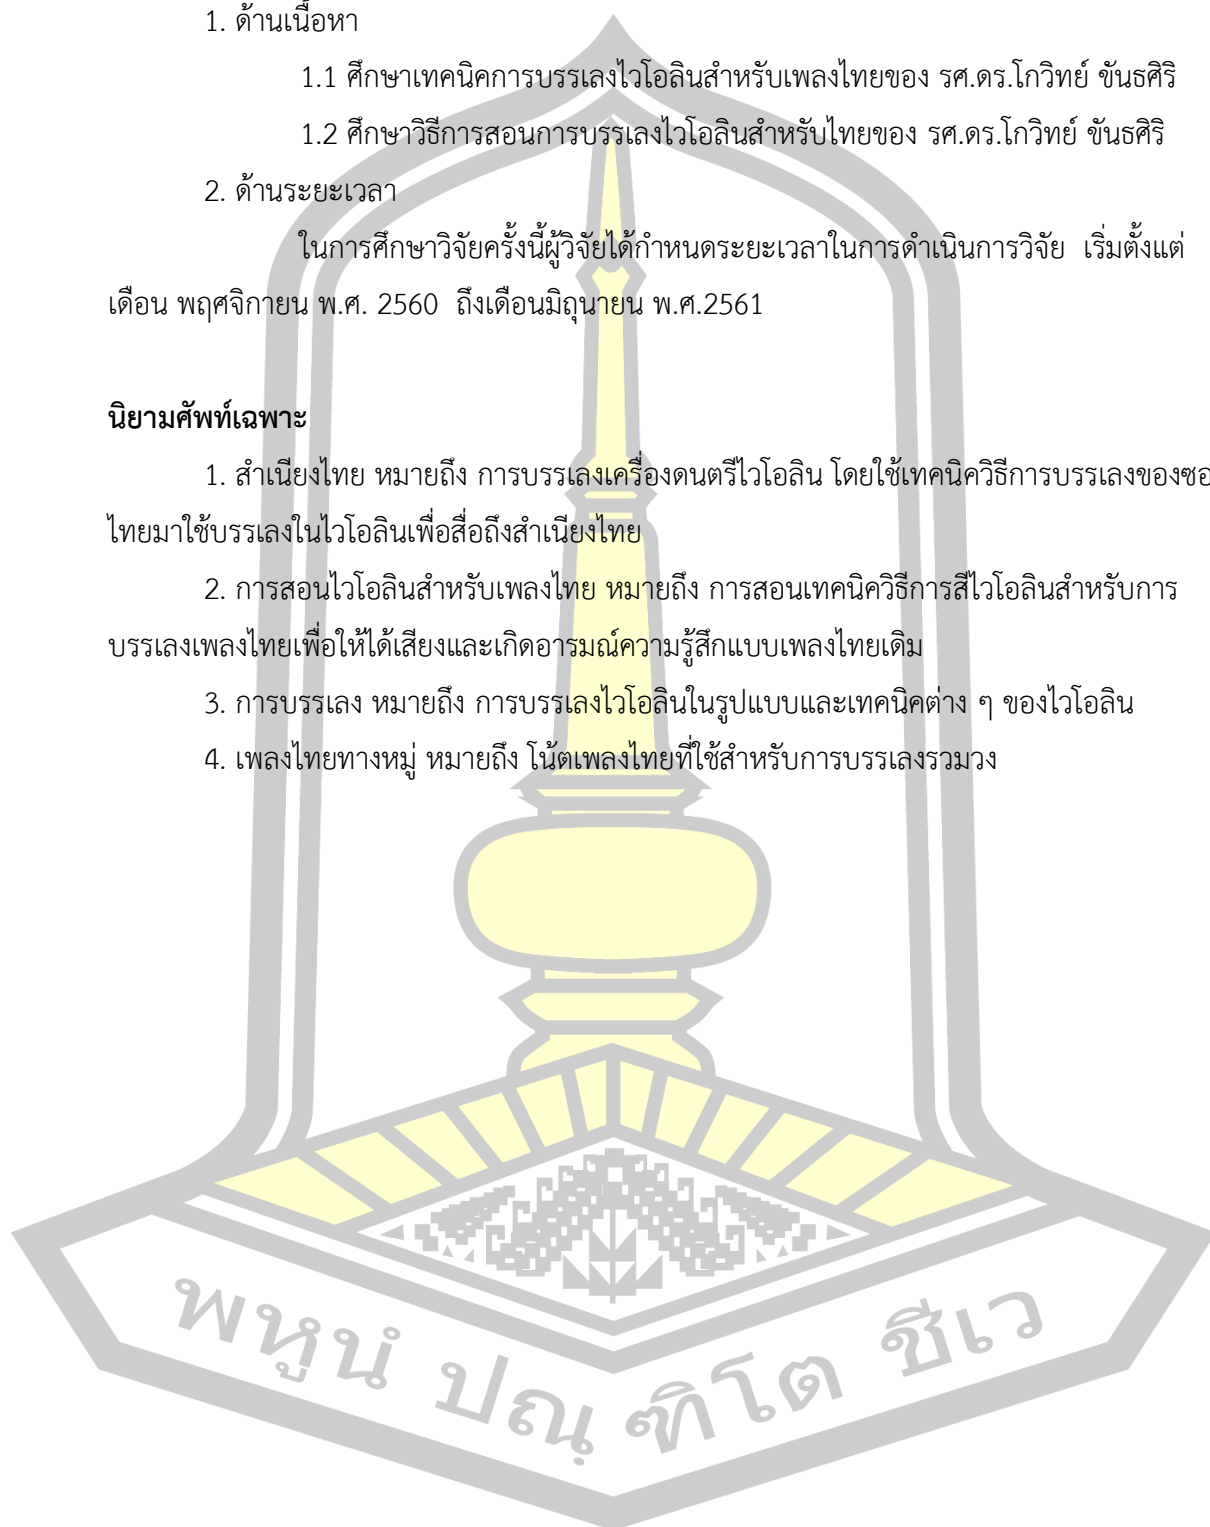 1. ด้านเนื้อหา
1.1 ศึกษาเทคนิคการบรรเลงไวโอลินสำหรับเพลงไทยของ รศ.ดร.โกวิทย์ ขันธศิริ
1.2 ศึกษาวิธีการสอนการบรรเลงไวโอลินสำหรับไทยของ รศ.ดร.โกวิทย์ ขันธศิริ
2. ด้านระยะเวลา
ในการศึกษาวิจัยครั้งนี้ผู้วิจัยได้กำหนดระยะเวลาในการดำเนินการวิจัย เริ่มตั้งแต่
เดือน พฤศจิกายน พ.ศ. 2560 ถึงเดือนมิถุนายน พ.ศ.2561
นิยามศัพท์เฉพาะ
1. สำเนียงไทย หมายถึง การบรรเลงเครื่องดนตรีไวโอลิน โดยใช้เทคนิควิธีการบรรเลงของซอ
ไทยมาใช้บรรเลงในไวโอลินเพื่อสื่อถึงสำเนียงไทย
2. การสอนไวโอลินสำหรับเพลงไทย หมายถึง การสอนเทคนิควิธีการสีไวโอลินสำหรับการ
บรรเลงเพลงไทยเพื่อให้ได้เสียงและเกิดอารมณ์ความรู้สึกแบบเพลงไทยเดิม
3. การบรรเลง หมายถึง การบรรเลงไวโอลินในรูปแบบและเทคนิคต่าง ๆ ของไวโอลิน
4. เพลงไทยทางหมู่ หมายถึง โน้ตเพลงไทยที่ใช้สำหรับการบรรเลงรวมวง
พหูนํ ปณฺฑิโต ชีเว